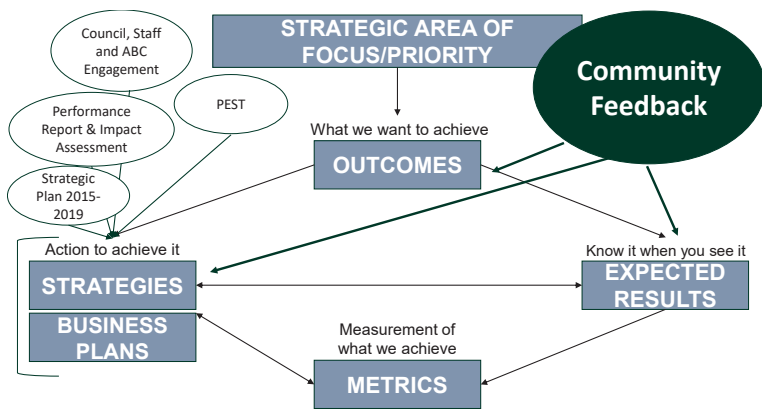 Council, Staff
and ABC
Engagement
STRATEGIC AREA OF
FOCUS/PRIORITY
Community
Feedback
PEST
Performance
Report & Impact
Assessment
What we want to achieve
OUTCOMES
Strategic
Plan 2015-
2019
Action to achieve it
STRATEGIES
BUSINESS
PLANS
Know it when you see it
EXPECTED
RESULTS
Measurement of
what we achieve
METRICS